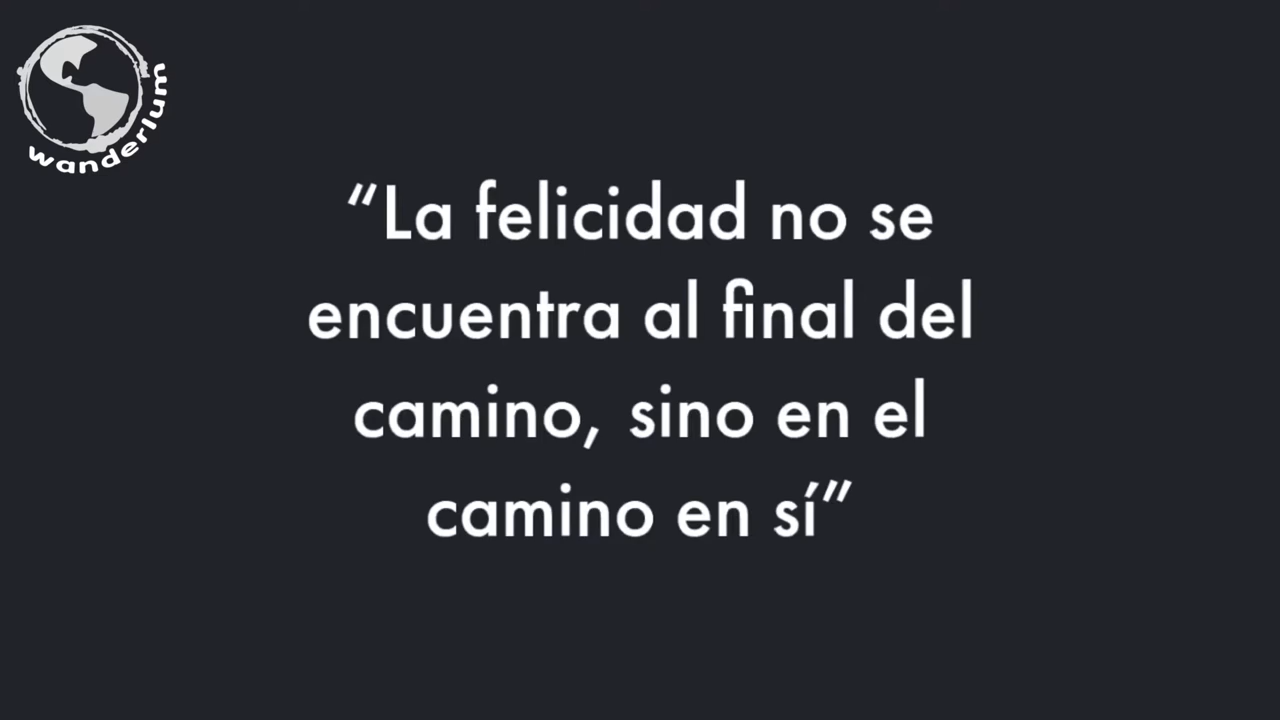 wanderlum
“La felicidad no se
encuentra al final del
camino, sino en el
camino en sí”